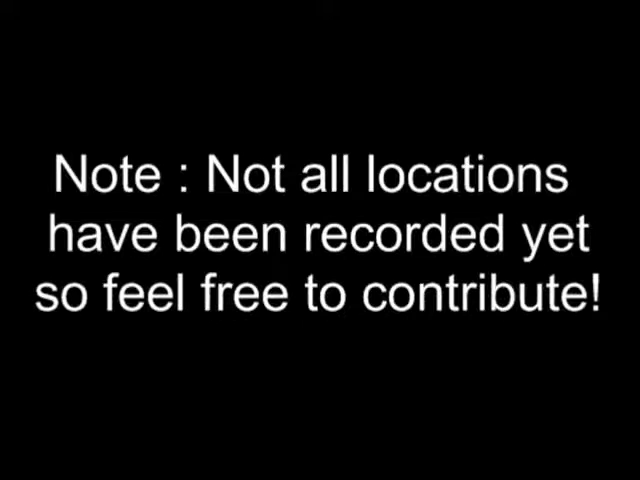 Note : Not all locations
have been recorded yet
so feel free to contribute!